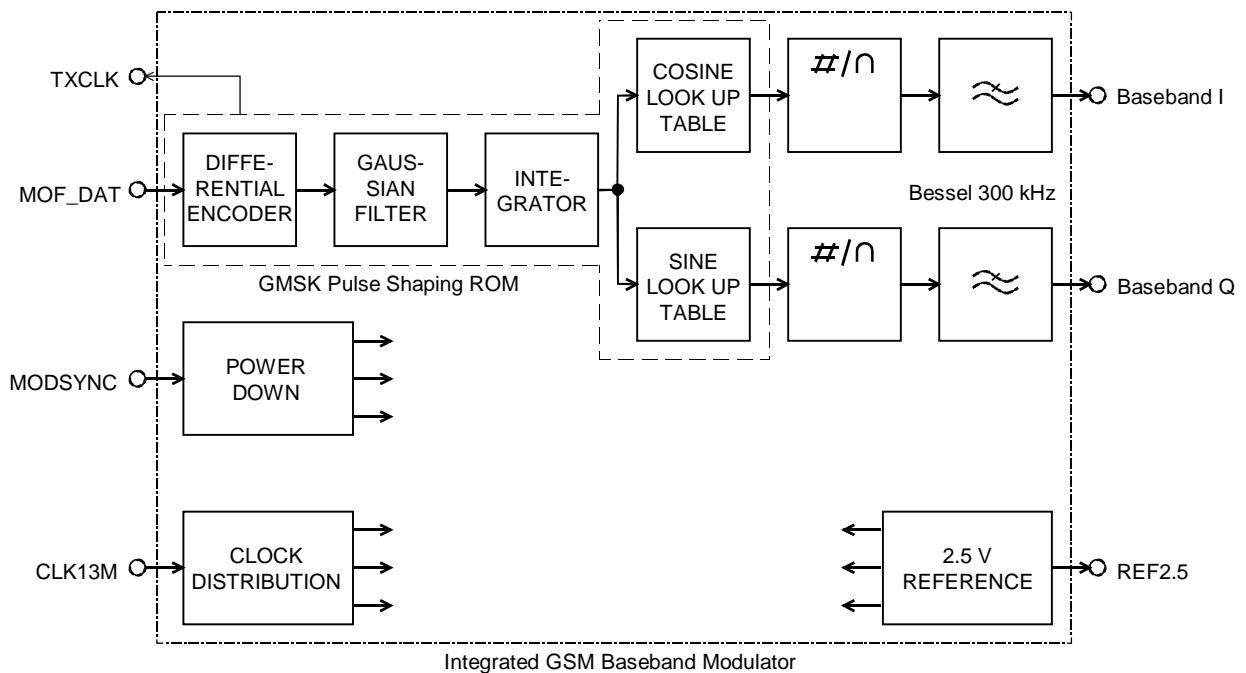 TXCLK
COSINE
LOOK UP
TABLE
#/∩
Baseband I
MOF_DAT
DIFFE-
RENTIAL
ENCODER
GAUS-
SIAN
FILTER
INTE-
GRATOR
Bessel 300 kHz
GMSK Pulse Shaping ROM
SINE
LOOK UP
TABLE
#/∩
Baseband Q
MODSYNC
POWER
DOWN
CLK13M
CLOCK
DISTRIBUTION
2.5 V
REFERENCE
REF2.5
Integrated GSM Baseband Modulator